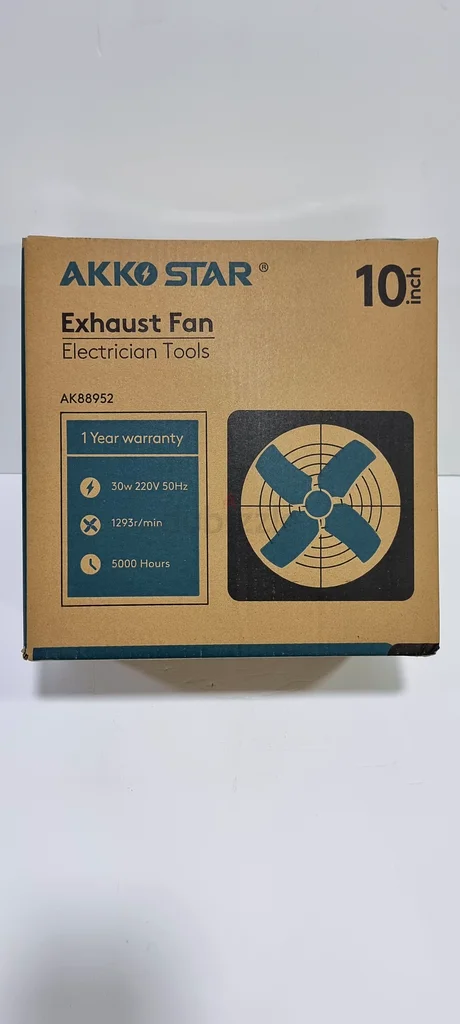 AKKO STAR ®
10 inch
Exhaust Fan
Electrician Tools
AK88952
1 Year warranty
30w 220V 50Hz
1293r/min
5000 Hours